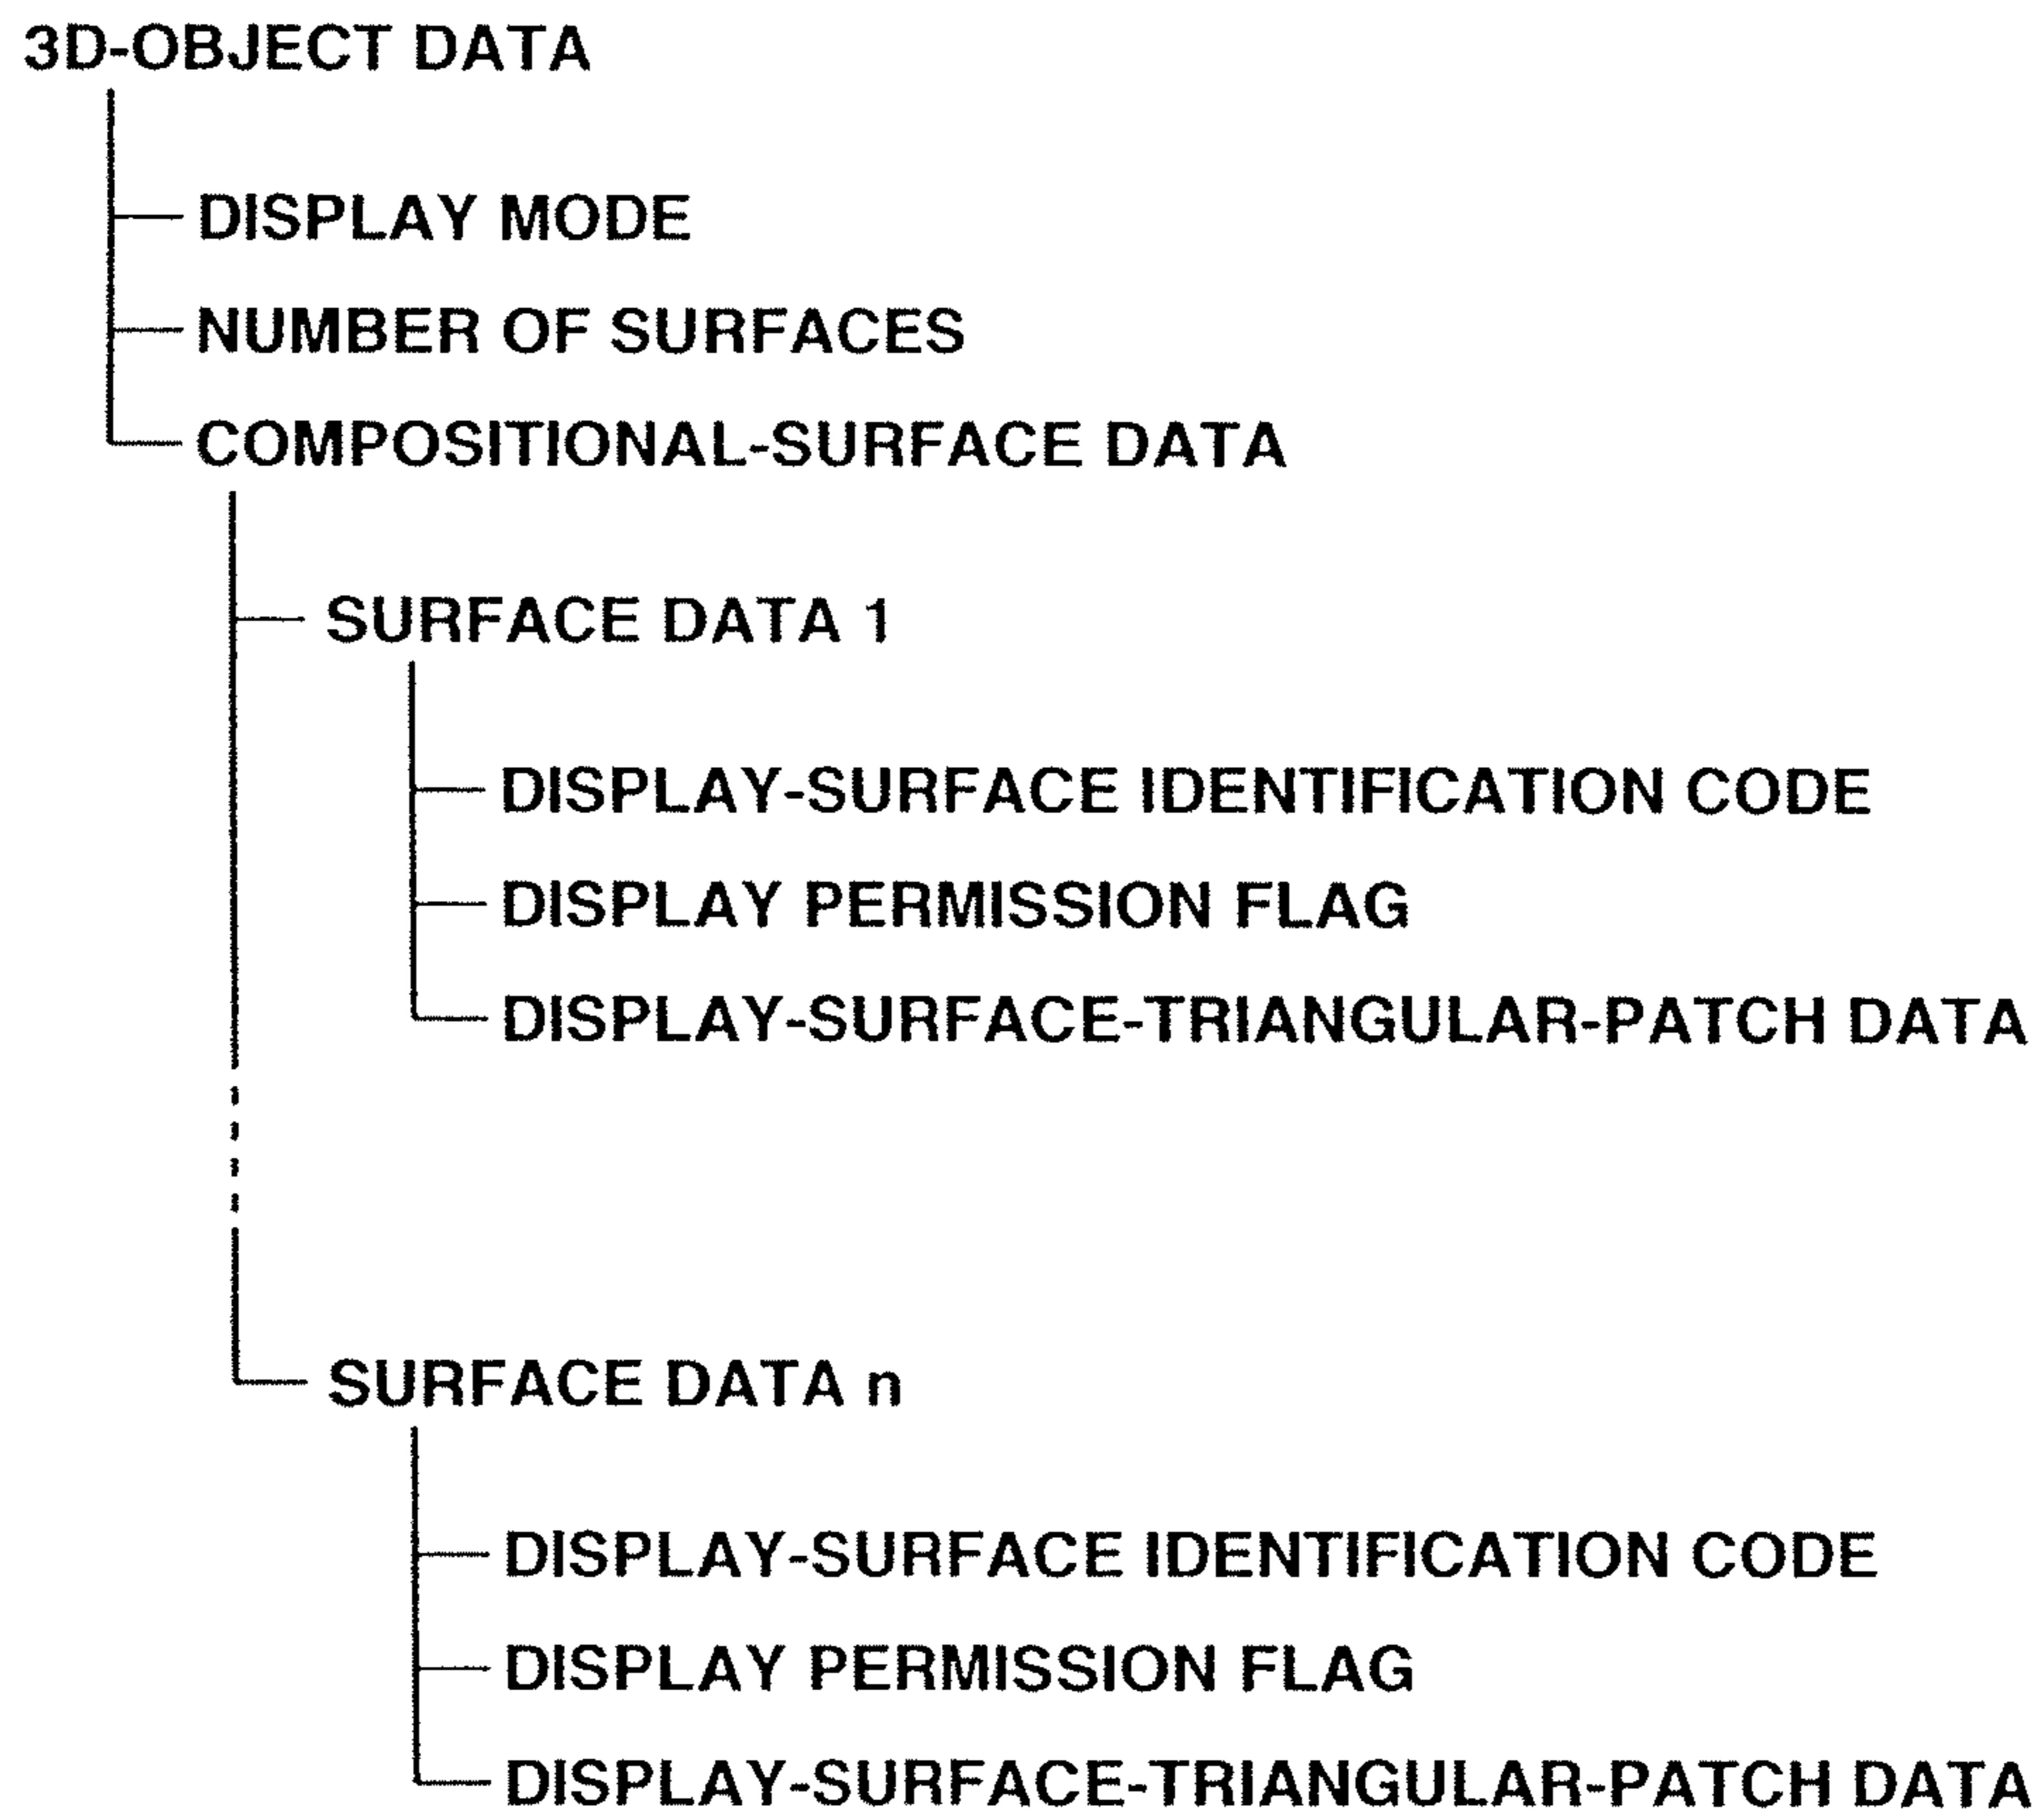 3D-OBJECT DATA
DISPLAY MODE
NUMBER OF SURFACES
COMPOSITIONAL-SURFACE DATA
SURFACE DATA 1
DISPLAY-SURFACE IDENTIFICATION CODE
DISPLAY PERMISSION FLAG
DISPLAY-SURFACE-TRIANGULAR-PATCH DATA
SURFACE DATA n
DISPLAY-SURFACE IDENTIFICATION CODE
DISPLAY PERMISSION FLAG
DISPLAY-SURFACE-TRIANGULAR-PATCH DATA